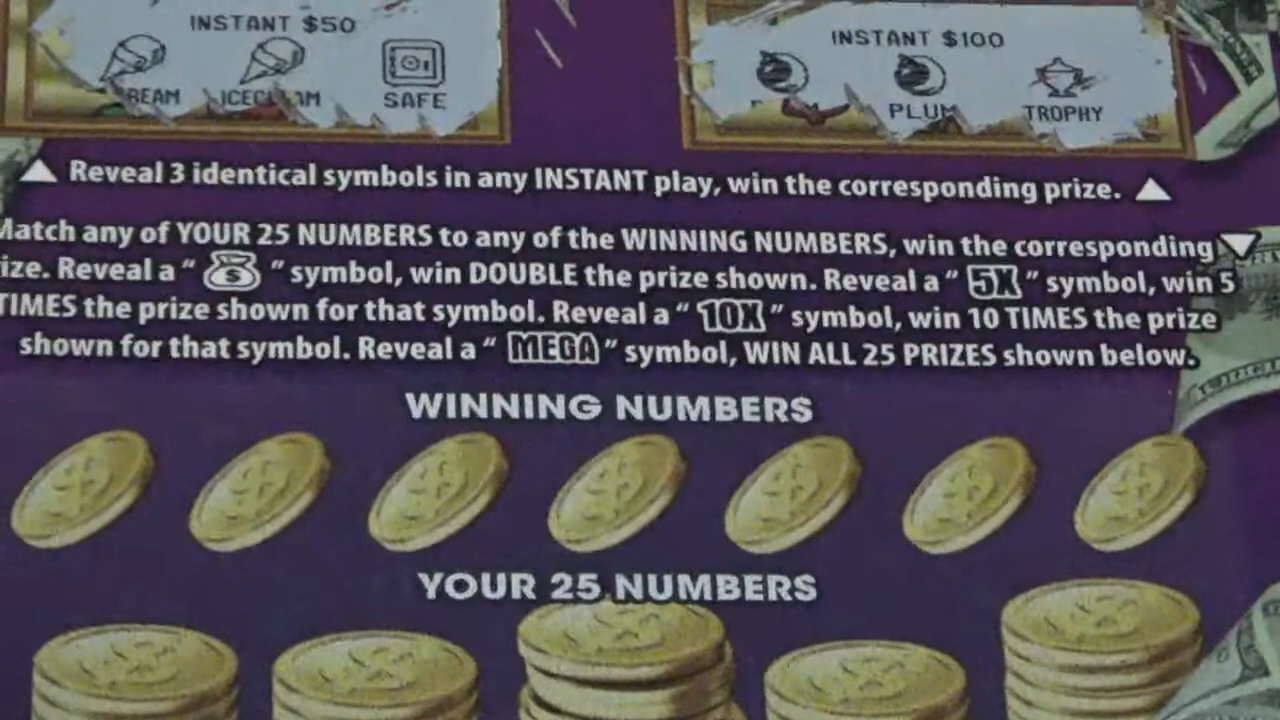 INSTANT $50
INSTANT $100
SAFE
PLUM
TROPHY
Reveal 3 identical symbols in any INSTANT play, win the corresponding prize.
Match any of YOUR 25 NUMBERS to any of the WINNING NUMBERS, win the corresponding
ize. Reveal a " $ " symbol, win DOUBLE the prize shown. Reveal a " 5X " symbol, win 5
TIMES the prize shown for that symbol. Reveal a " 10X " symbol, win 10 TIMES the prize
shown for that symbol. Reveal a " MEGA " symbol, WIN ALL 25 PRIZES shown below.
WINNING NUMBERS
YOUR 25 NUMBERS